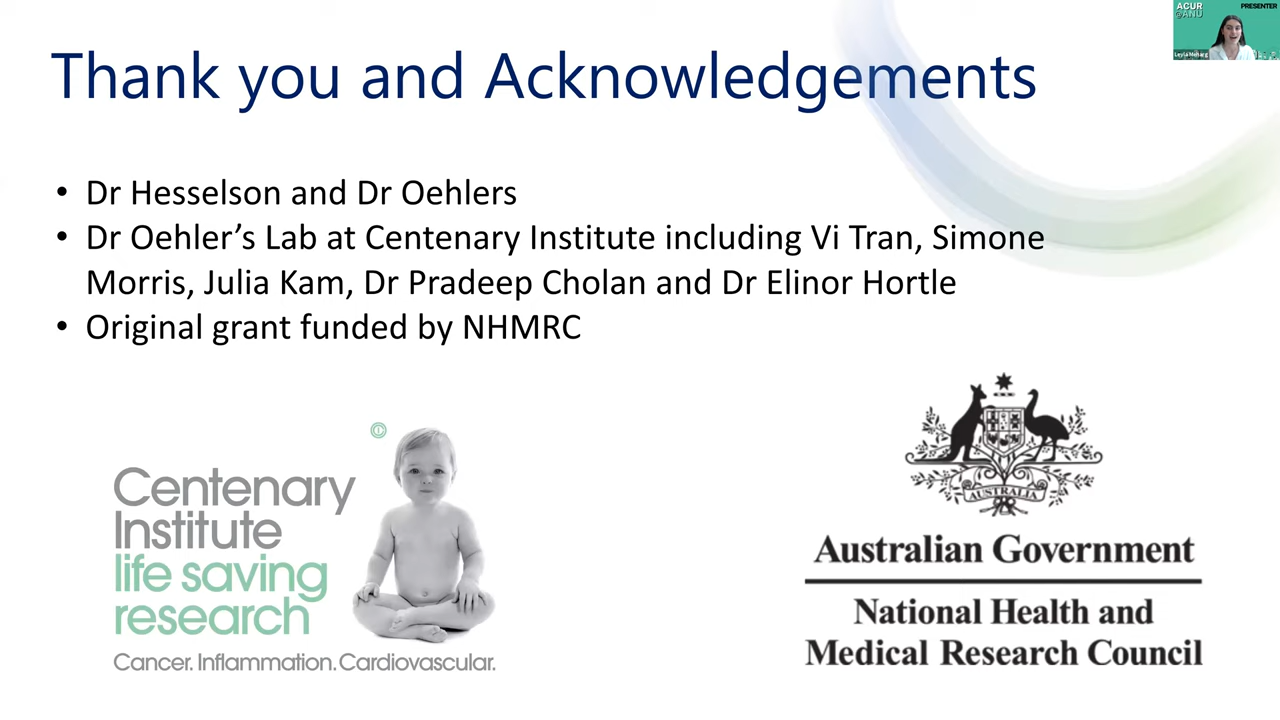 ACUR
@ANU
PRESENTER
Thank you and Acknowledgements
• Dr Hesselson and Dr Oehlers
• Dr Oehler’s Lab at Centenary Institute including Vi Tran, Simone
Morris, Julia Kam, Dr Pradeep Cholan and Dr Elinor Hortle
• Original grant funded by NHMRC
Centenary
Institute
life saving
research
Cancer. Inflammation. Cardiovascular.
AUSTRALIA
Australian Government
National Health and
Medical Research Council